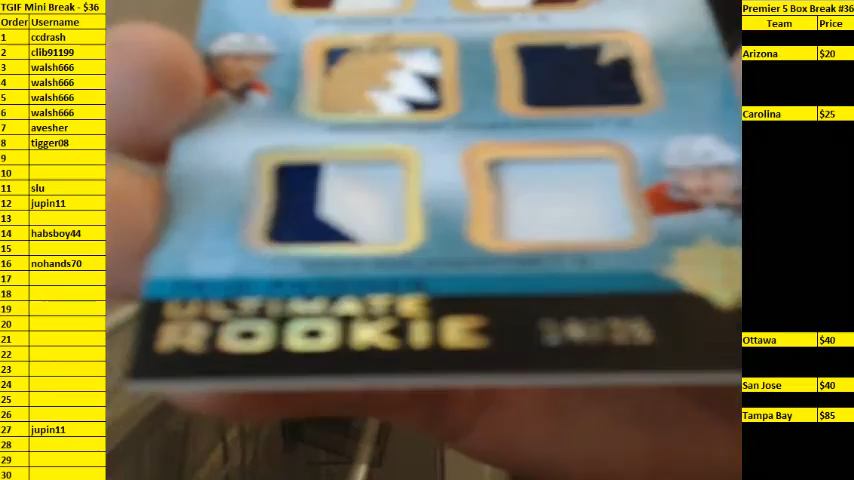 TGIF Mini Break - $36
Order Username
1 ccdrash
2 clib91199
3 walsh666
4 walsh666
5 walsh666
6 walsh666
7 avesher
8 tigger08
9
10
11 slu
12 jupin11
13
14 habsboy44
15
16 nohands70
17
18
19
20
21
22
23
24
25
26
27 jupin11
28
29
30
ULTIMATE
ROOKIE
Premier 5 Box Break #36
Team Price
Arizona $20
Carolina $25
Ottawa $40
San Jose $40
Tampa Bay $85